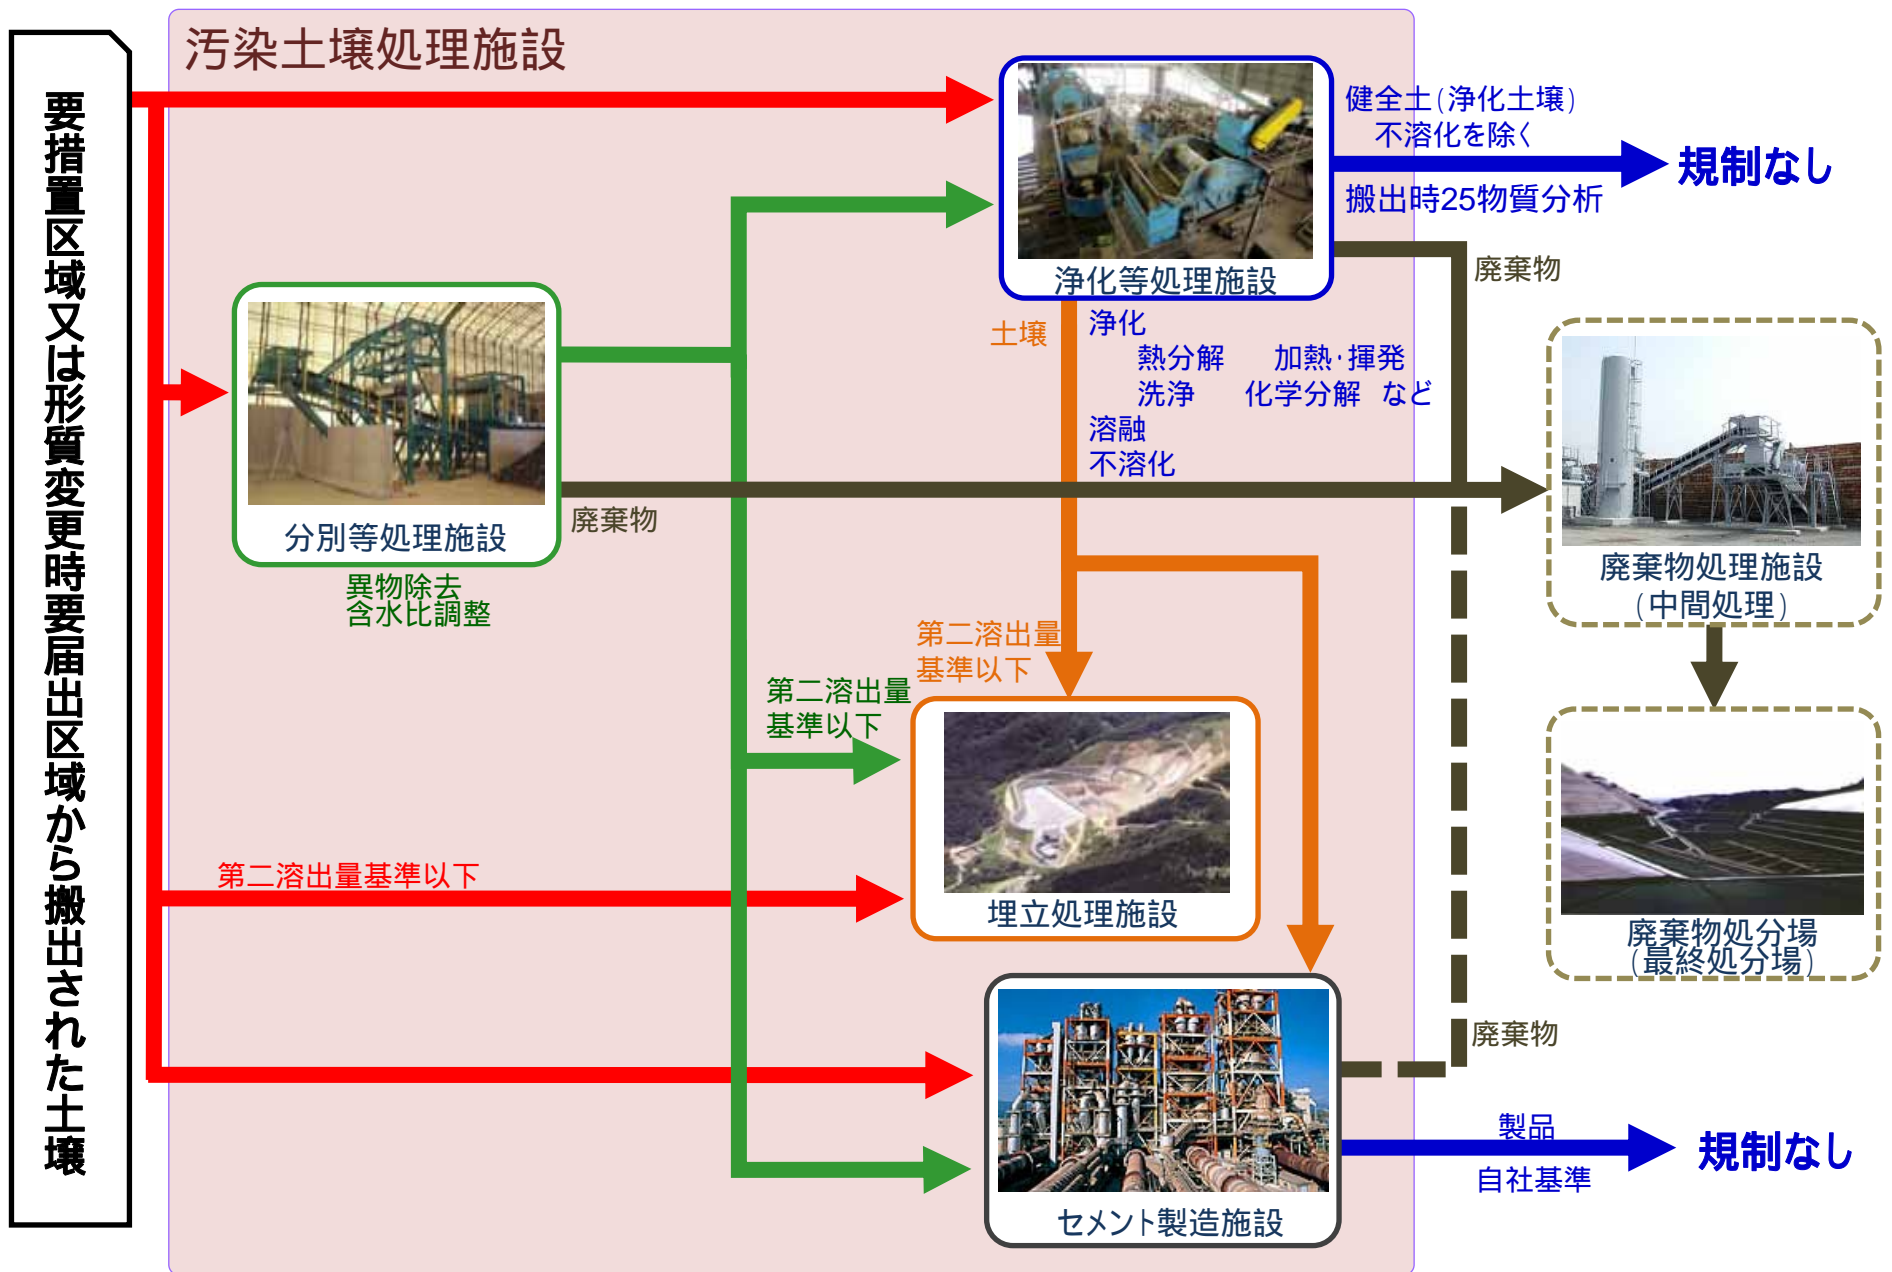 要措置区域又は形質変更時要届出区域から搬出された土壌
汚染土壌処理施設
健全土(浄化土壌)
不溶化を除く
規制なし
搬出時25物質分析
浄化等処理施設
廃棄物
土壌
浄化
熱分解 加熱・揮発
洗浄 化学分解 など
溶融
不溶化
分別等処理施設
廃棄物
異物除去
含水比調整
廃棄物処理施設
(中間処理)
第二溶出量
基準以下
第二溶出量
基準以下
第二溶出量基準以下
埋立処理施設
廃棄物処分場
(最終処分場)
廃棄物
製品
規制なし
自社基準
セメント製造施設